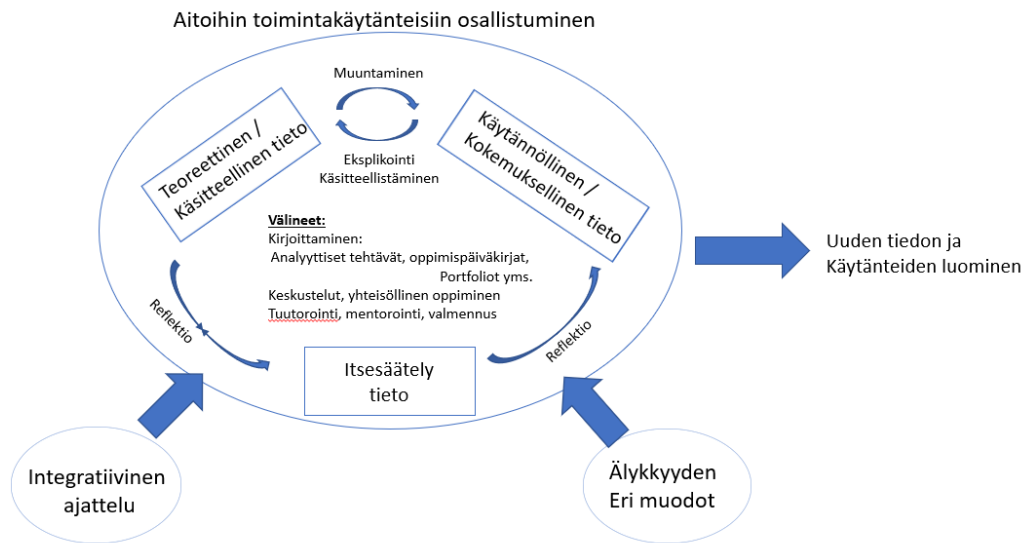 Aitoihin toimintakäytänteisiin osallistuminen
Muuntaminen
Teoreettinen /
Käsitteellinen tieto
Käytännöllinen /
Kokemuksellinen tieto
Eksplikointi
Käsitteellistäminen
Välineet:
Kirjoittaminen:
Analyyttiset tehtävät, oppimispäiväkirjat,
Portfoliot yms.
Keskustelut, yhteisöllinen oppiminen
Tuutorointi, mentorointi, valmennus
Uuden tiedon ja
Käytänteiden luominen
Reflektio
Reflektio
Itsesäätely
tieto
Integratiivinen
ajattelu
Älykkyyden
Eri muodot